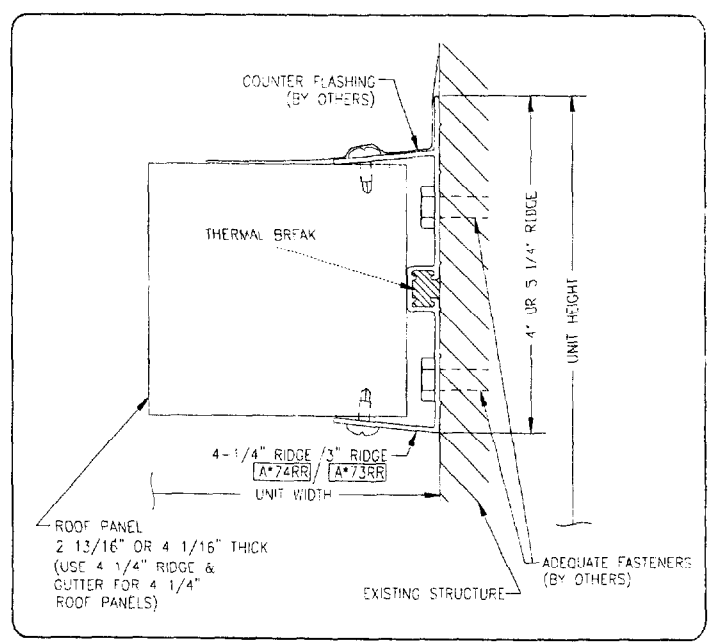 COUNTER FLASHING
(BY OTHERS)
THERMAL BREAK
4" OR 5 1/4" RIDGE
UNIT HEIGHT
4-1/4" RIDGE /3" RIDGE
A*74RR / A*73RR
UNIT WIDTH
ROOF PANEL
2 13/16" OR 4 1/16" THICK
(USE 4 1/4" RIDGE &
GUTTER FOR 4 1/4"
ROOF PANELS)
EXISTING STRUCTURE
ADEQUATE FASTENERS
(BY OTHERS)